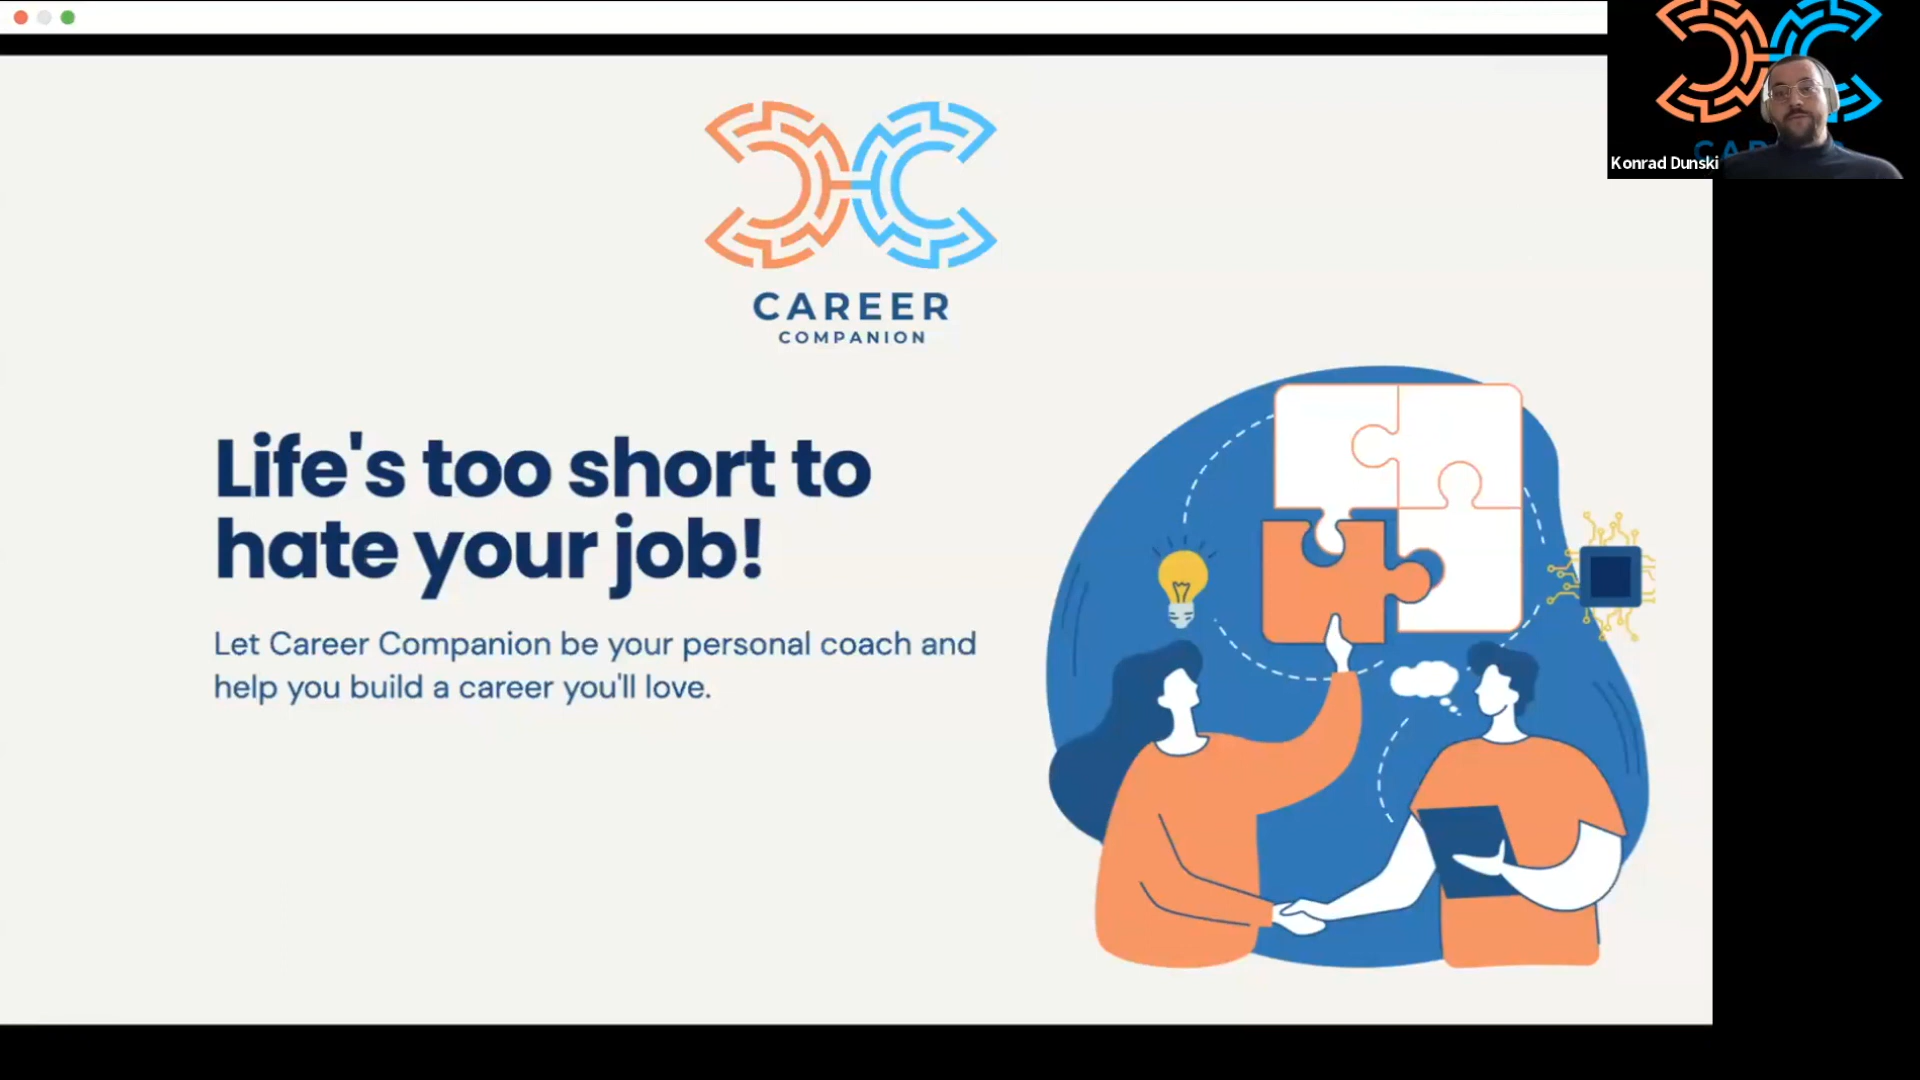 CAREER
COMPANION
Life's too short to
hate your job!
Let Career Companion be your personal coach and
help you build a career you'll love.
Konrad Dunski